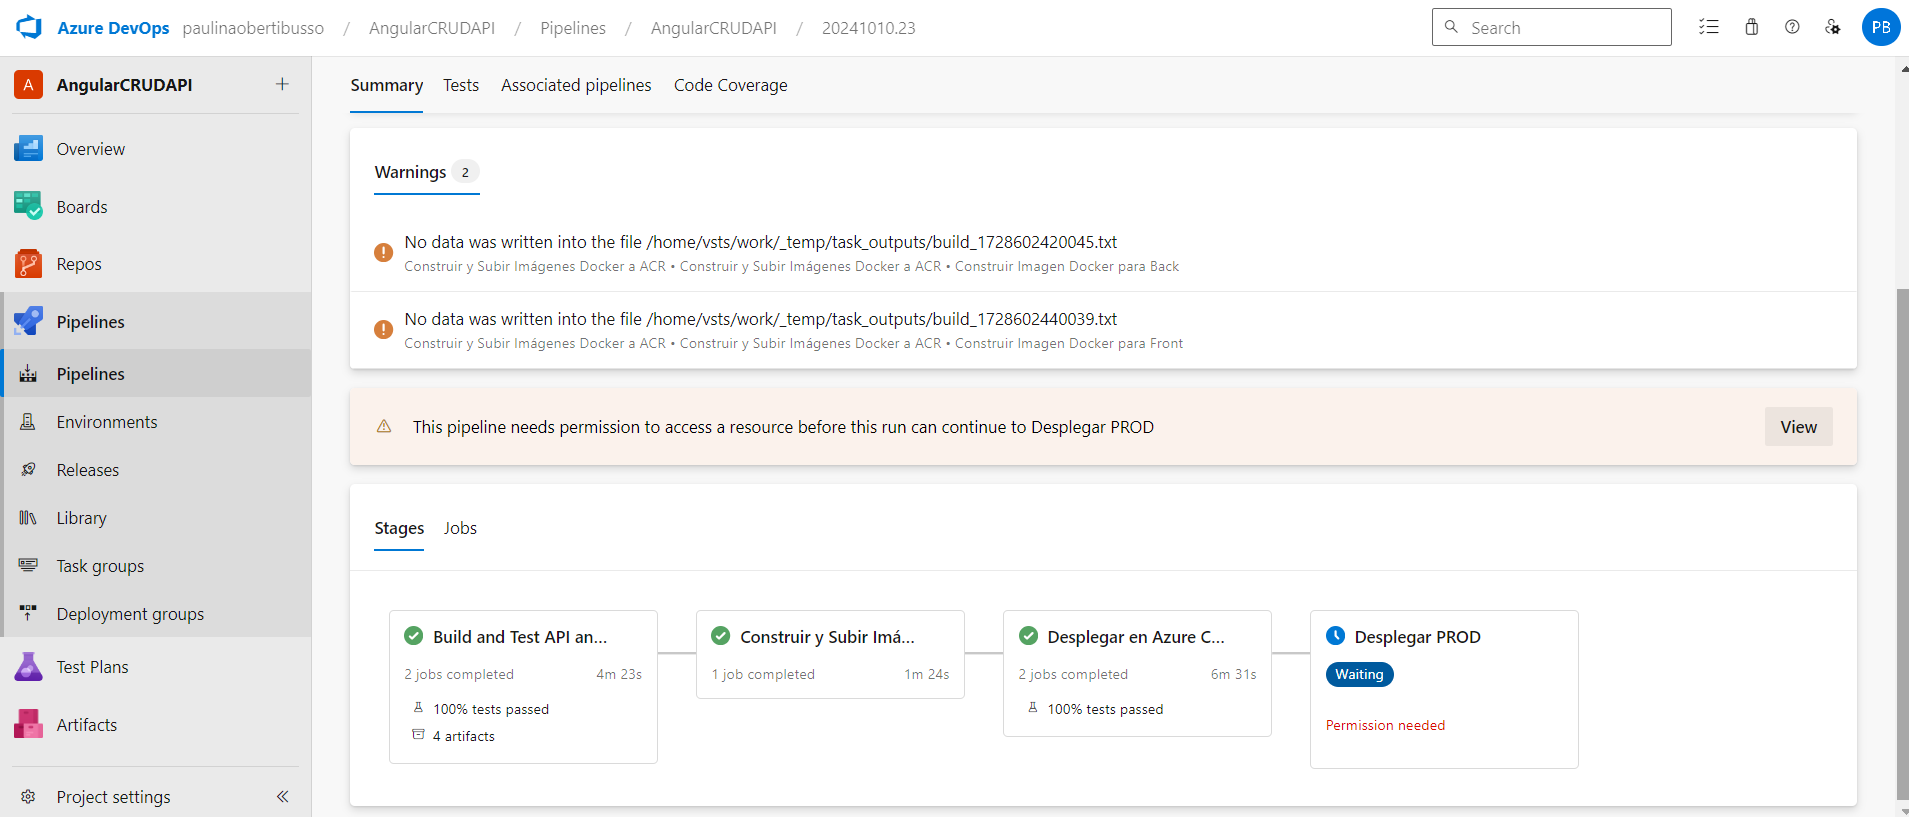 Azure DevOps paulinaobertibusso / AngularCRUDAPI / Pipelines / AngularCRUDAPI / 20241010.23
Search
PB
A AngularCRUDAPI +
Overview
Boards
Repos
Pipelines
Pipelines
Environments
Releases
Library
Task groups
Deployment groups
Test Plans
Artifacts
Project settings
Summary Tests Associated pipelines Code Coverage
Warnings 2
No data was written into the file /home/vsts/work/_temp/task_outputs/build_1728602420045.txt
Construir y Subir Imágenes Docker a ACR • Construir y Subir Imágenes Docker a ACR • Construir Imagen Docker para Back
No data was written into the file /home/vsts/work/_temp/task_outputs/build_1728602440039.txt
Construir y Subir Imágenes Docker a ACR • Construir y Subir Imágenes Docker a ACR • Construir Imagen Docker para Front
This pipeline needs permission to access a resource before this run can continue to Desplegar PROD
View
Stages Jobs
Build and Test API an...
2 jobs completed 4m 23s
100% tests passed
4 artifacts
Construir y Subir Imá...
1 job completed 1m 24s
Desplegar en Azure C...
2 jobs completed 6m 31s
100% tests passed
Desplegar PROD
Waiting
Permission needed